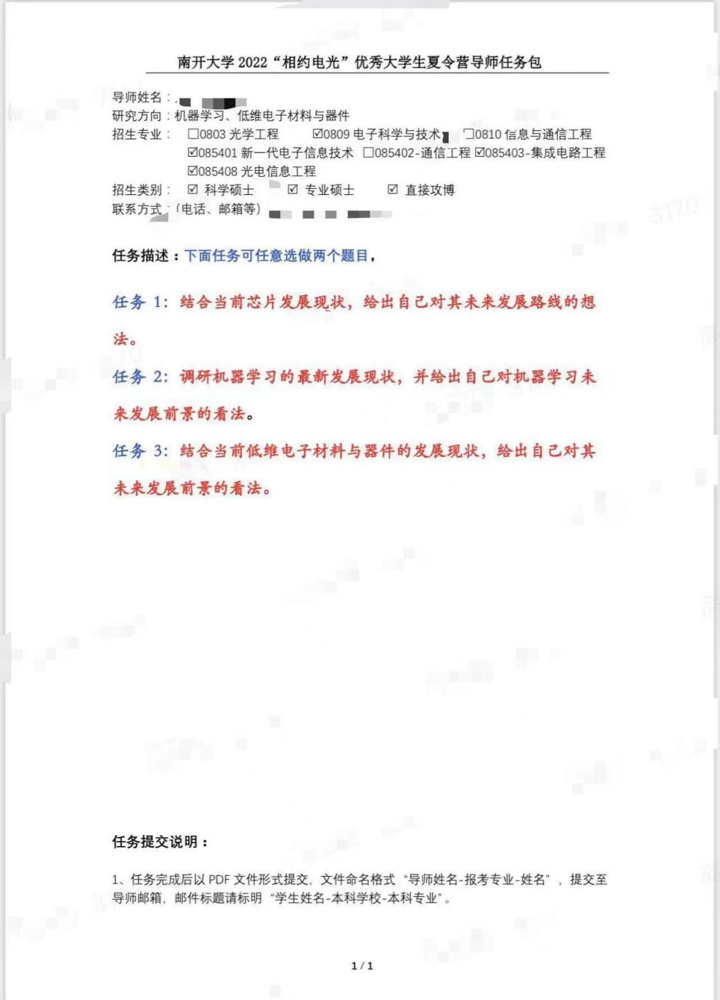 南开大学 2022“相约电光”优秀大学生夏令营导师任务包
导师姓名：
研究方向：机器学习、低维电子材料与器件
招生专业： □0803 光学工程 ☑0809 电子科学与技术 □0810 信息与通信工程
☑085401 新一代电子信息技术 □085402-通信工程 ☑085403-集成电路工程
☑085408 光电信息工程
招生类别： ☑ 科学硕士 ☑ 专业硕士 ☑ 直接攻博
联系方式：（电话、邮箱等）
3170
任务描述：下面任务可任意选做两个题目，
任务 1：结合当前芯片发展现状，给出自己对其未来发展路线的想
法。
任务 2：调研机器学习的最新发展现状，并给出自己对机器学习未
来发展前景的看法。
任务 3：结合当前低维电子材料与器件的发展现状，给出自己对其
未来发展前景的看法。
任务提交说明：
1、任务完成后以 PDF 文件形式提交，文件命名格式“导师姓名-报考专业-姓名”，提交至
导师邮箱，邮件标题请标明“学生姓名-本科学校-本科专业”。
1 / 1